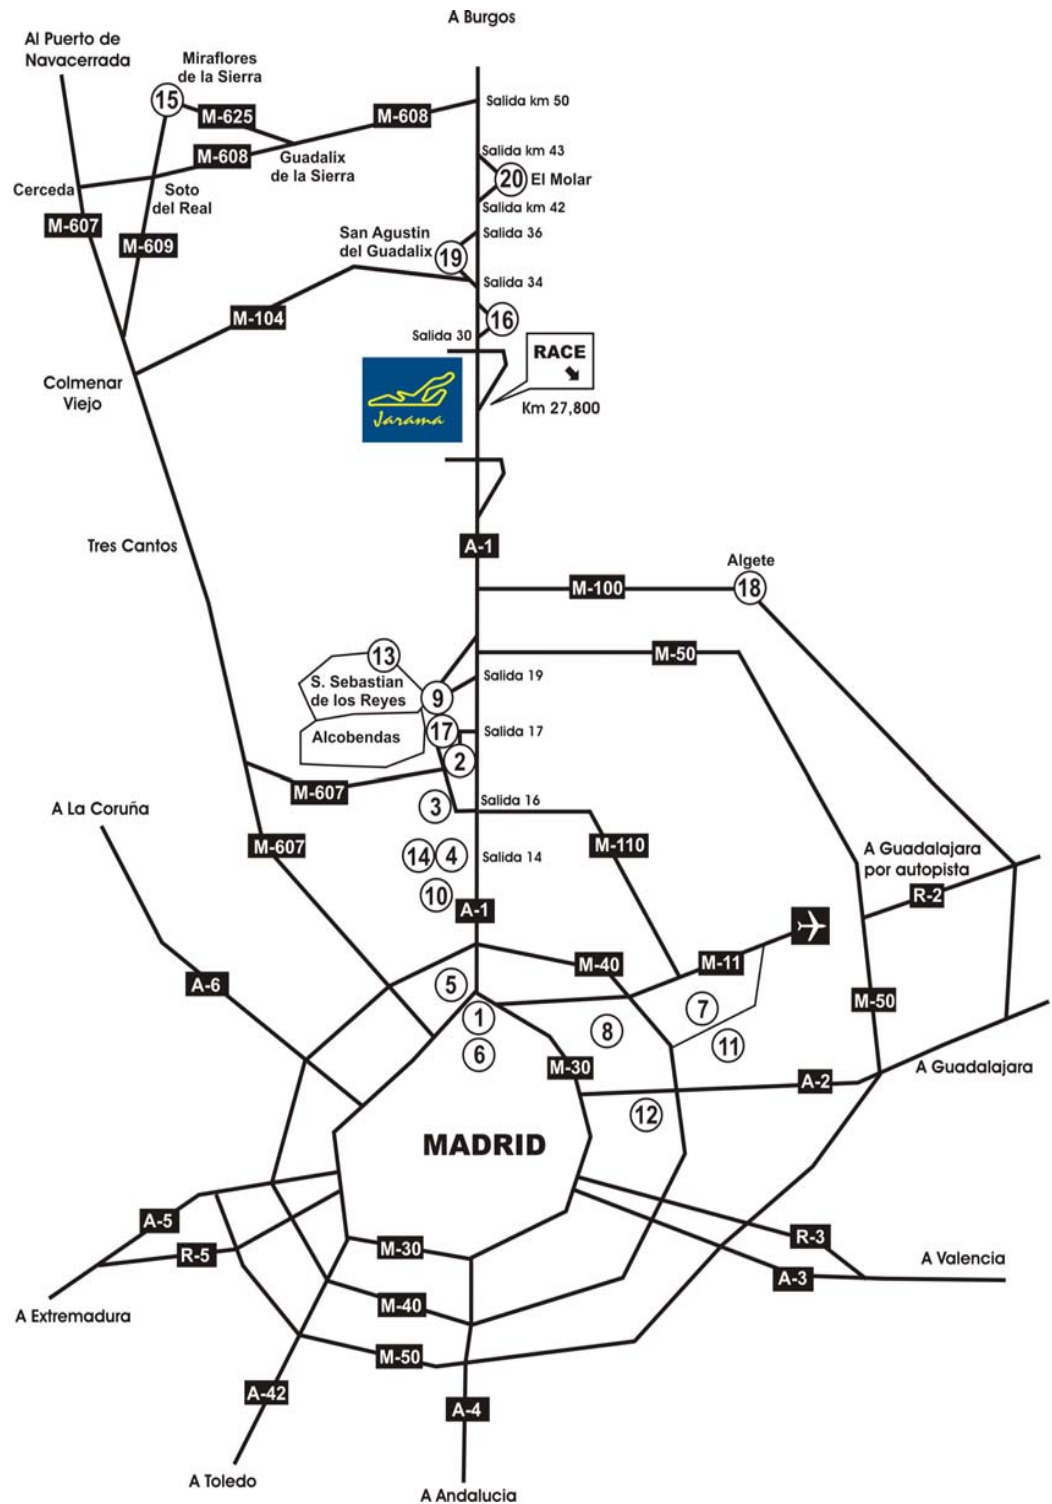 A Burgos
Al Puerto de
Navacerrada
Miraflores
de la Sierra
15
M-625
M-608
Salida km 50
M-608
Guadalix
de la Sierra
Salida km 43
20
El Molar
Cerceda
Soto
del Real
Salida km 42
M-607
M-609
San Agustin
del Guadalix
19
Salida 36
Salida 34
M-104
16
Salida 30
RACE
Km 27,800
Jarama
Colmenar
Viejo
Tres Cantos
A-1
Algete
M-100
18
13
M-50
S. Sebastian
de los Reyes
9
Salida 19
Alcobendas
17
Salida 17
2
M-607
3
Salida 16
A La Coruña
M-607
M-110
14
4
Salida 14
A Guadalajara
por autopista
10
A-1
R-2
M-40
M-11
A-6
5
M-50
7
1
8
11
6
M-30
A-2
A Guadalajara
12
MADRID
A-5
R-5
M-30
R-3
A-3
A Valencia
A Extremadura
M-40
M-50
A-42
A-4
A Toledo
A Andalucia